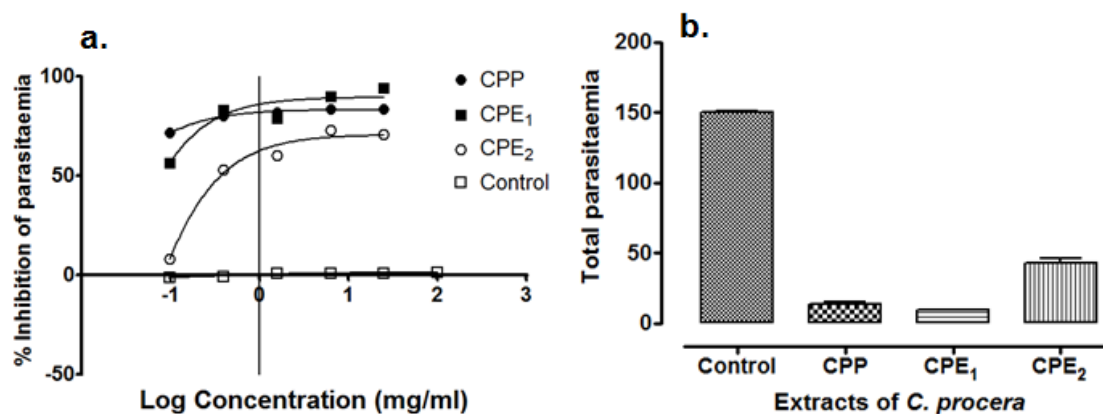 a.
% Inhibition of parasitaemia
100
50
0
-50
-1
0
1
2
3
Log Concentration (mg/ml)
CPP
CPE₁
CPE₂
Control
b.
Total parasitaemia
200
150
100
50
0
Control
CPP
CPE₁
CPE₂
Extracts of C. procera